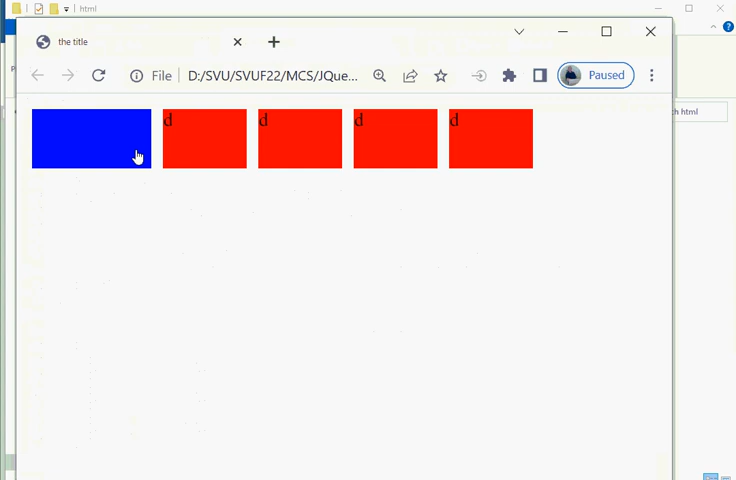 html
the title
File
D:/SVU/SVUF22/MCS/JQue...
Paused
h html
d
d
d
d